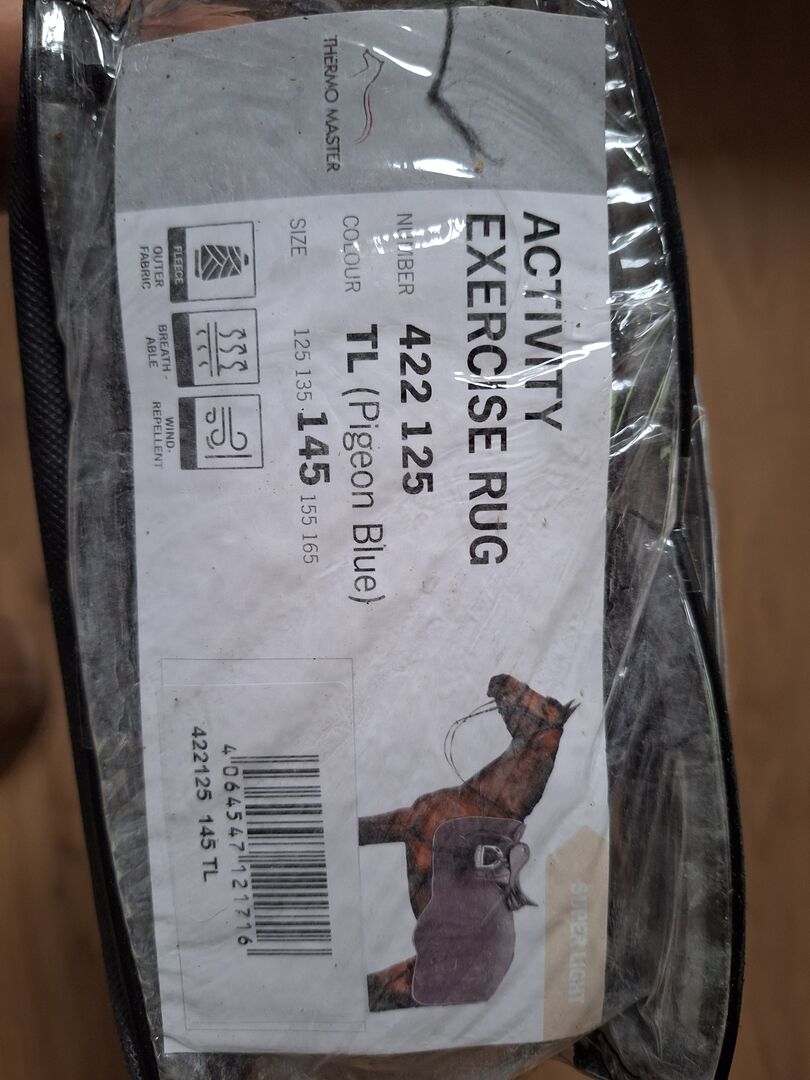 THERMO MASTER
ACTIVITY
EXERCISE RUG
NUMBER 422 125
COLOUR TL (Pigeon Blue)
SIZE 125 135 145 155 165
FLEECE
OUTER
FABRIC
BREATH-
ABLE
WIND-
REPELLENT
SUPER LIGHT
4 064547 121716
422125 145 TL